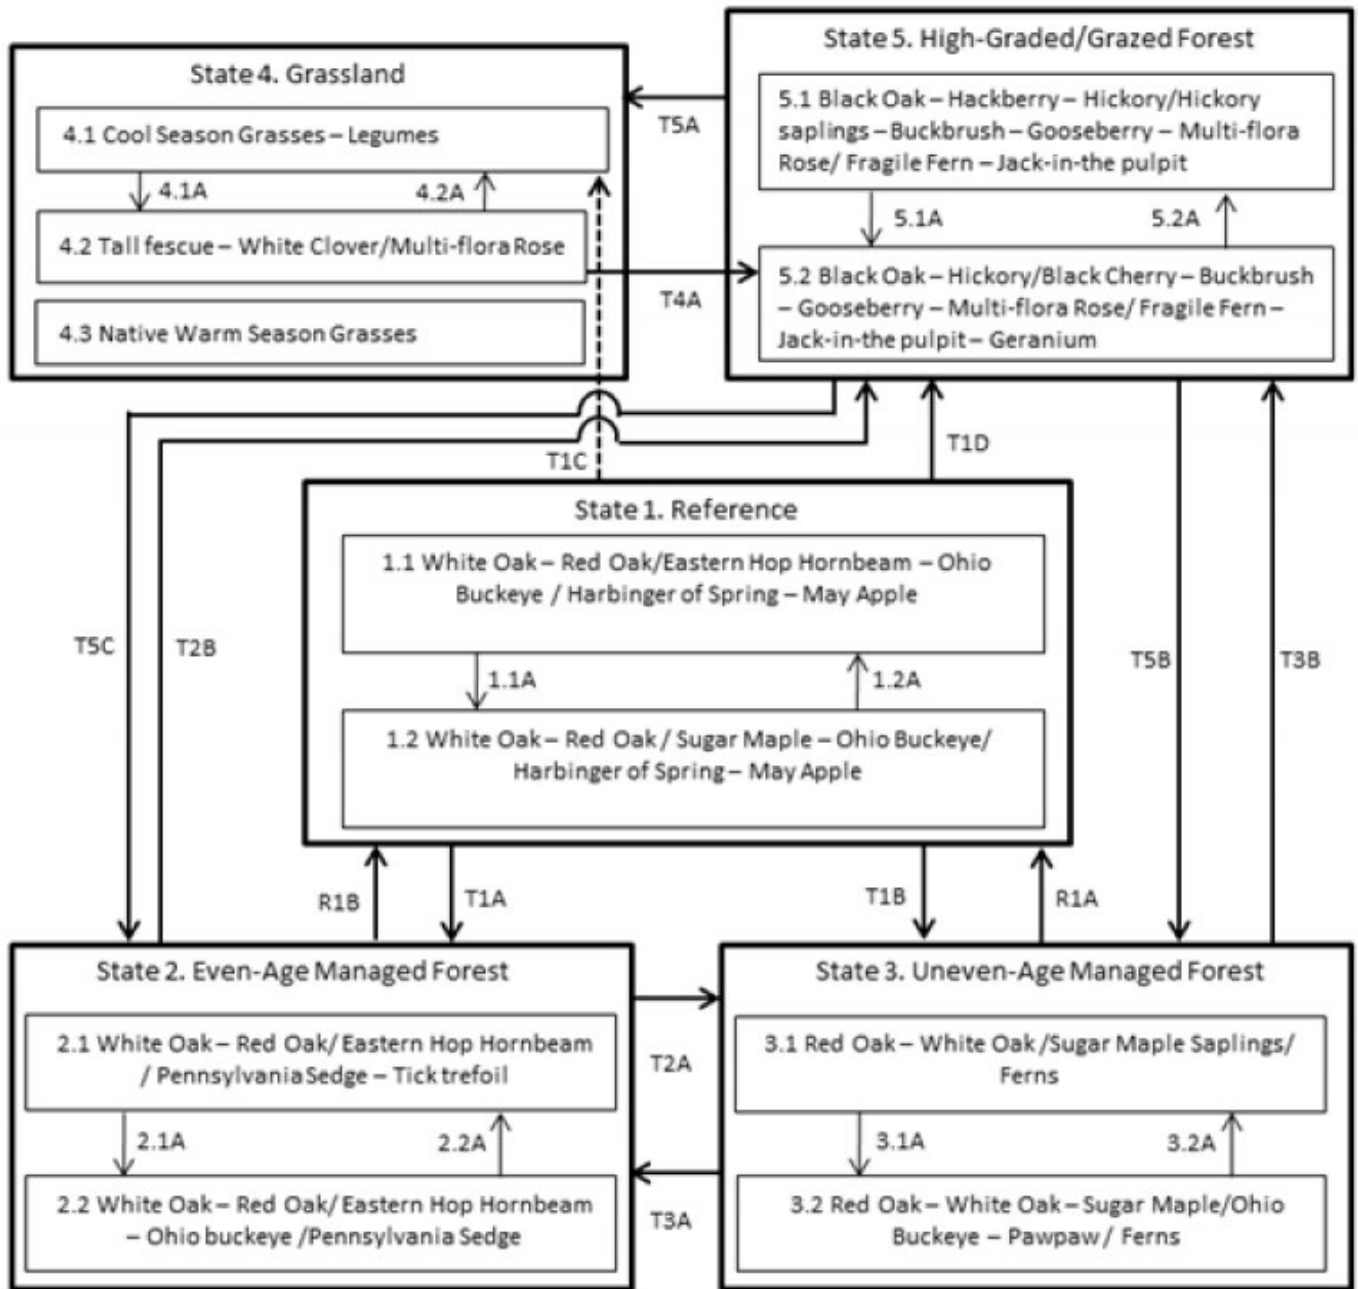 State 4. Grassland
4.1 Cool Season Grasses – Legumes
4.1A
4.2A
4.2 Tall fescue – White Clover/Multi-flora Rose
4.3 Native Warm Season Grasses
T5A
T4A
State 5. High-Graded/Grazed Forest
5.1 Black Oak – Hackberry – Hickory/Hickory
saplings – Buckbrush – Gooseberry – Multi-flora
Rose/ Fragile Fern – Jack-in-the pulpit
5.1A
5.2A
5.2 Black Oak – Hickory/Black Cherry – Buckbrush
– Gooseberry – Multi-flora Rose/ Fragile Fern –
Jack-in-the pulpit – Geranium
T1C
T1D
State 1. Reference
1.1 White Oak – Red Oak/Eastern Hop Hornbeam – Ohio
Buckeye / Harbinger of Spring – May Apple
1.1A
1.2A
1.2 White Oak – Red Oak / Sugar Maple – Ohio Buckeye/
Harbinger of Spring – May Apple
T5C
T2B
T5B
T3B
R1B
T1A
T1B
R1A
State 2. Even-Age Managed Forest
2.1 White Oak – Red Oak/ Eastern Hop Hornbeam
/ Pennsylvania Sedge – Tick trefoil
2.1A
2.2A
2.2 White Oak – Red Oak/ Eastern Hop Hornbeam
– Ohio buckeye /Pennsylvania Sedge
T2A
T3A
State 3. Uneven-Age Managed Forest
3.1 Red Oak – White Oak /Sugar Maple Saplings/
Ferns
3.1A
3.2A
3.2 Red Oak – White Oak – Sugar Maple/Ohio
Buckeye – Pawpaw / Ferns